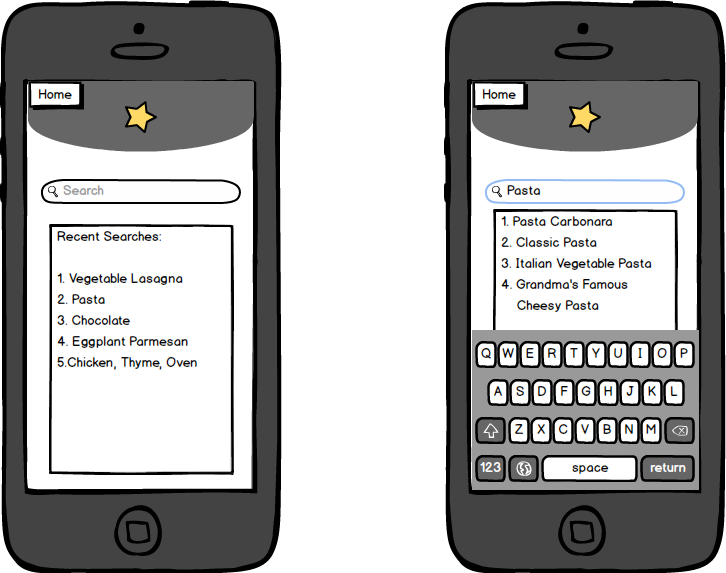 Home
Search
Recent Searches:
1. Vegetable Lasagna
2. Pasta
3. Chocolate
4. Eggplant Parmesan
5.Chicken, Thyme, Oven
Home
Pasta
1. Pasta Carbonara
2. Classic Pasta
3. Italian Vegetable Pasta
4. Grandma's Famous
Cheesy Pasta
Q W E R T Y U I O P
A S D F G H J K L
Z X C V B N M
123 space return